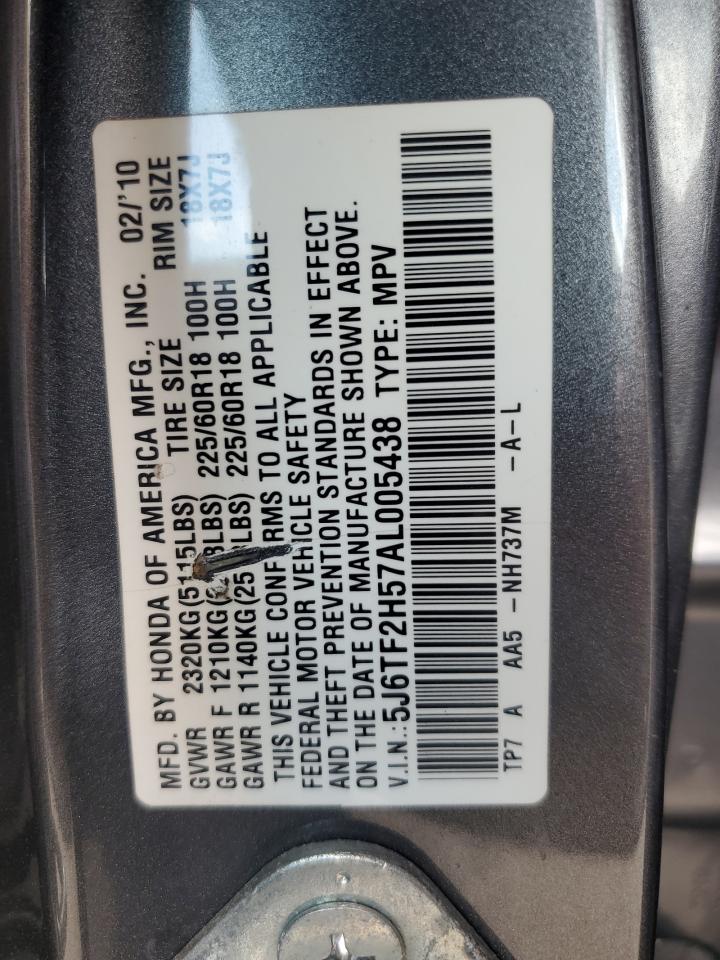 MFD. BY HONDA OF AMERICA MFG., INC. 02/'10
GVWR 2320KG(5115LBS) TIRE SIZE RIM SIZE
GAWR F 1210KG( LBS) 225/60R18 100H 18X7J
GAWR R 1140KG(25 LBS) 225/60R18 100H 18X7J
THIS VEHICLE CONFORMS TO ALL APPLICABLE
FEDERAL MOTOR VEHICLE SAFETY
AND THEFT PREVENTION STANDARDS IN EFFECT
ON THE DATE OF MANUFACTURE SHOWN ABOVE.
V.I.N.: 5J6TF2H57AL005438 TYPE: MPV
TP7 A AA5 -NH737M -A-L